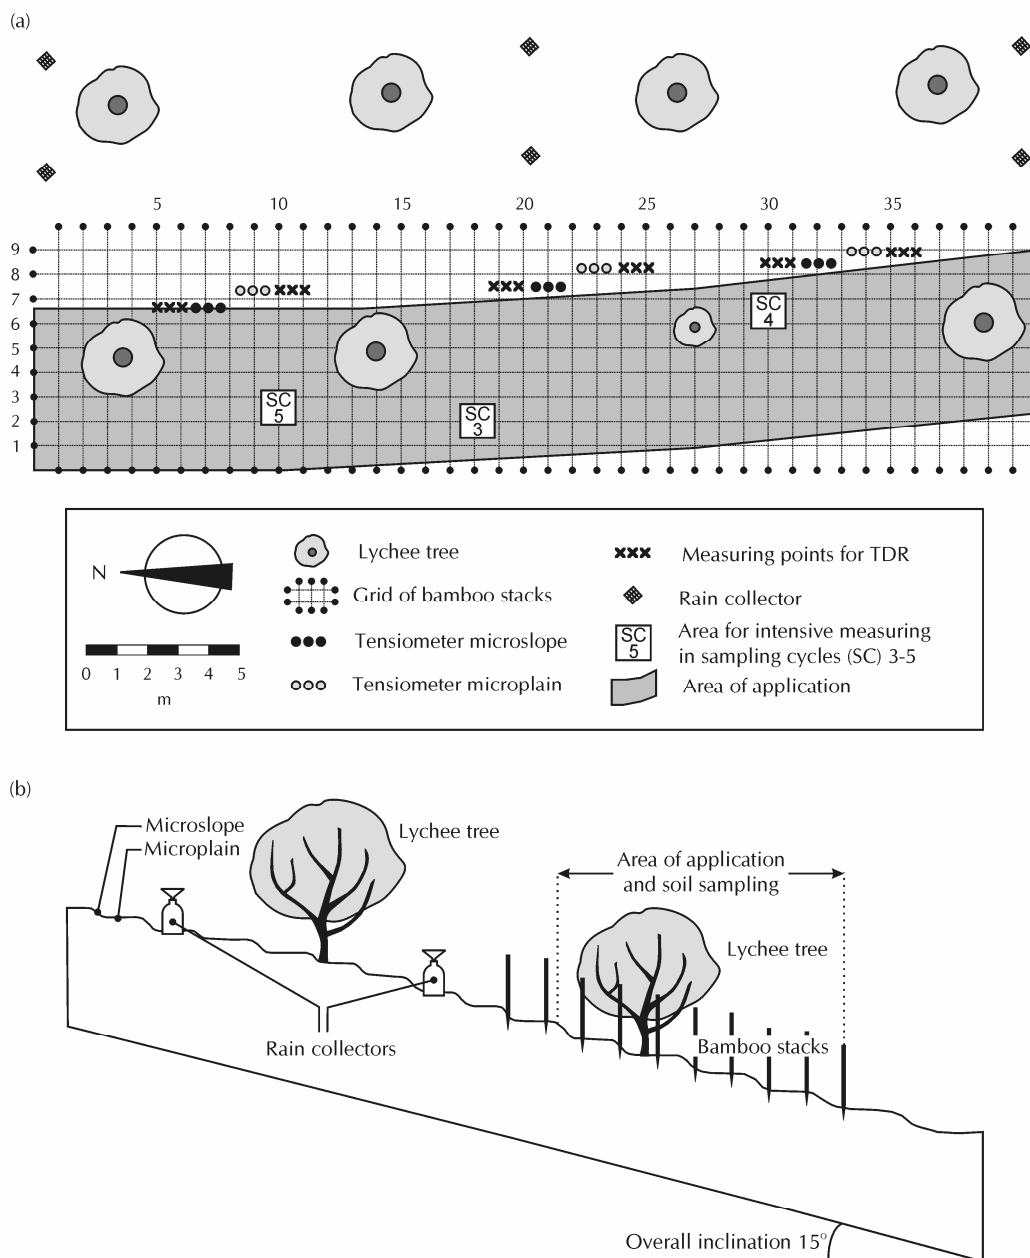 (a)
5 10 15 20 25 30 35
9
8
7
6
5
4
3
2
1
SC
4
SC
5
SC
3
N
0 1 2 3 4 5
m
Lychee tree
Grid of bamboo stacks
Tensiometer microslope
Tensiometer microplain
Measuring points for TDR
Rain collector
SC
5
Area for intensive measuring
in sampling cycles (SC) 3-5
Area of application
(b)
Microslope
Microplain
Lychee tree
Area of application
and soil sampling
Lychee tree
Bamboo stacks
Rain collectors
Overall inclination 15°